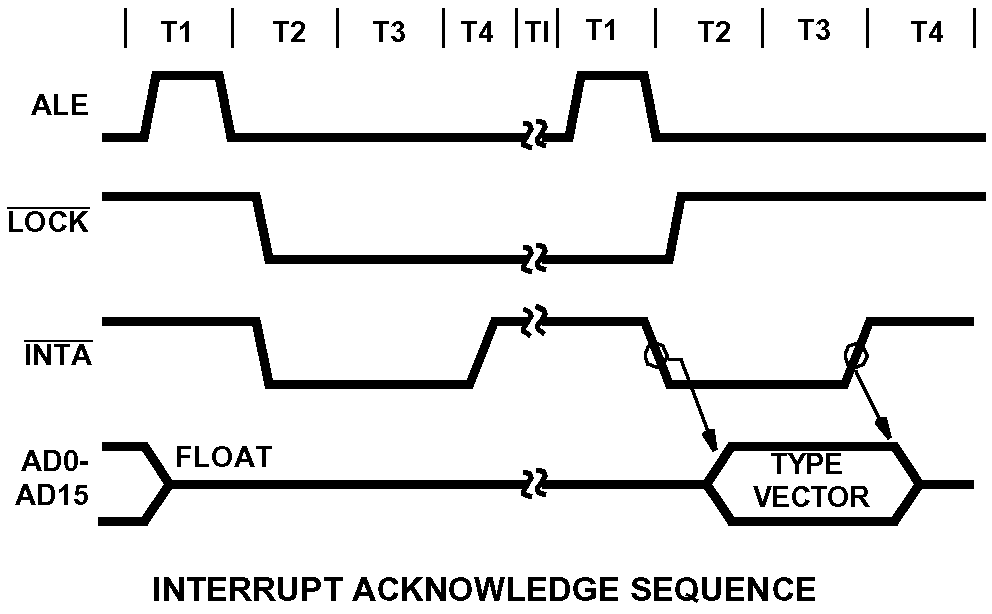 T1 T2 T3 T4 TI T1 T2 T3 T4
ALE
LOCK
INTA
AD0-
AD15
FLOAT
TYPE
VECTOR
INTERRUPT ACKNOWLEDGE SEQUENCE